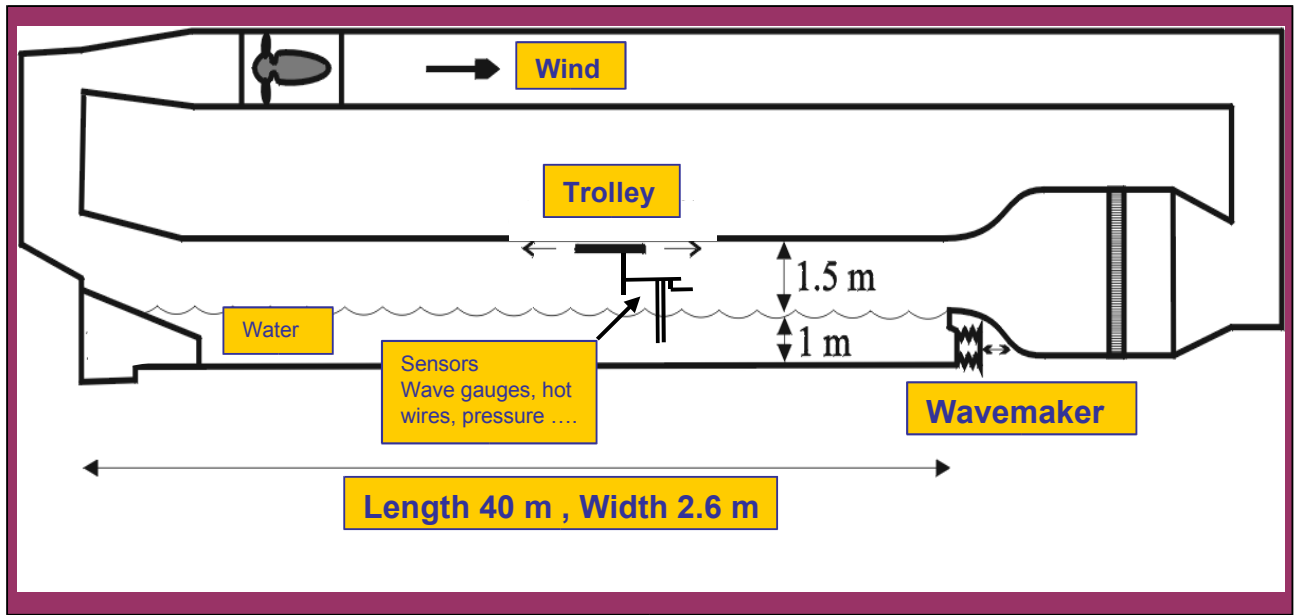 Wind
Trolley
1.5 m
Water
1 m
Sensors
Wave gauges, hot
wires, pressure ....
Wavemaker
Length 40 m , Width 2.6 m